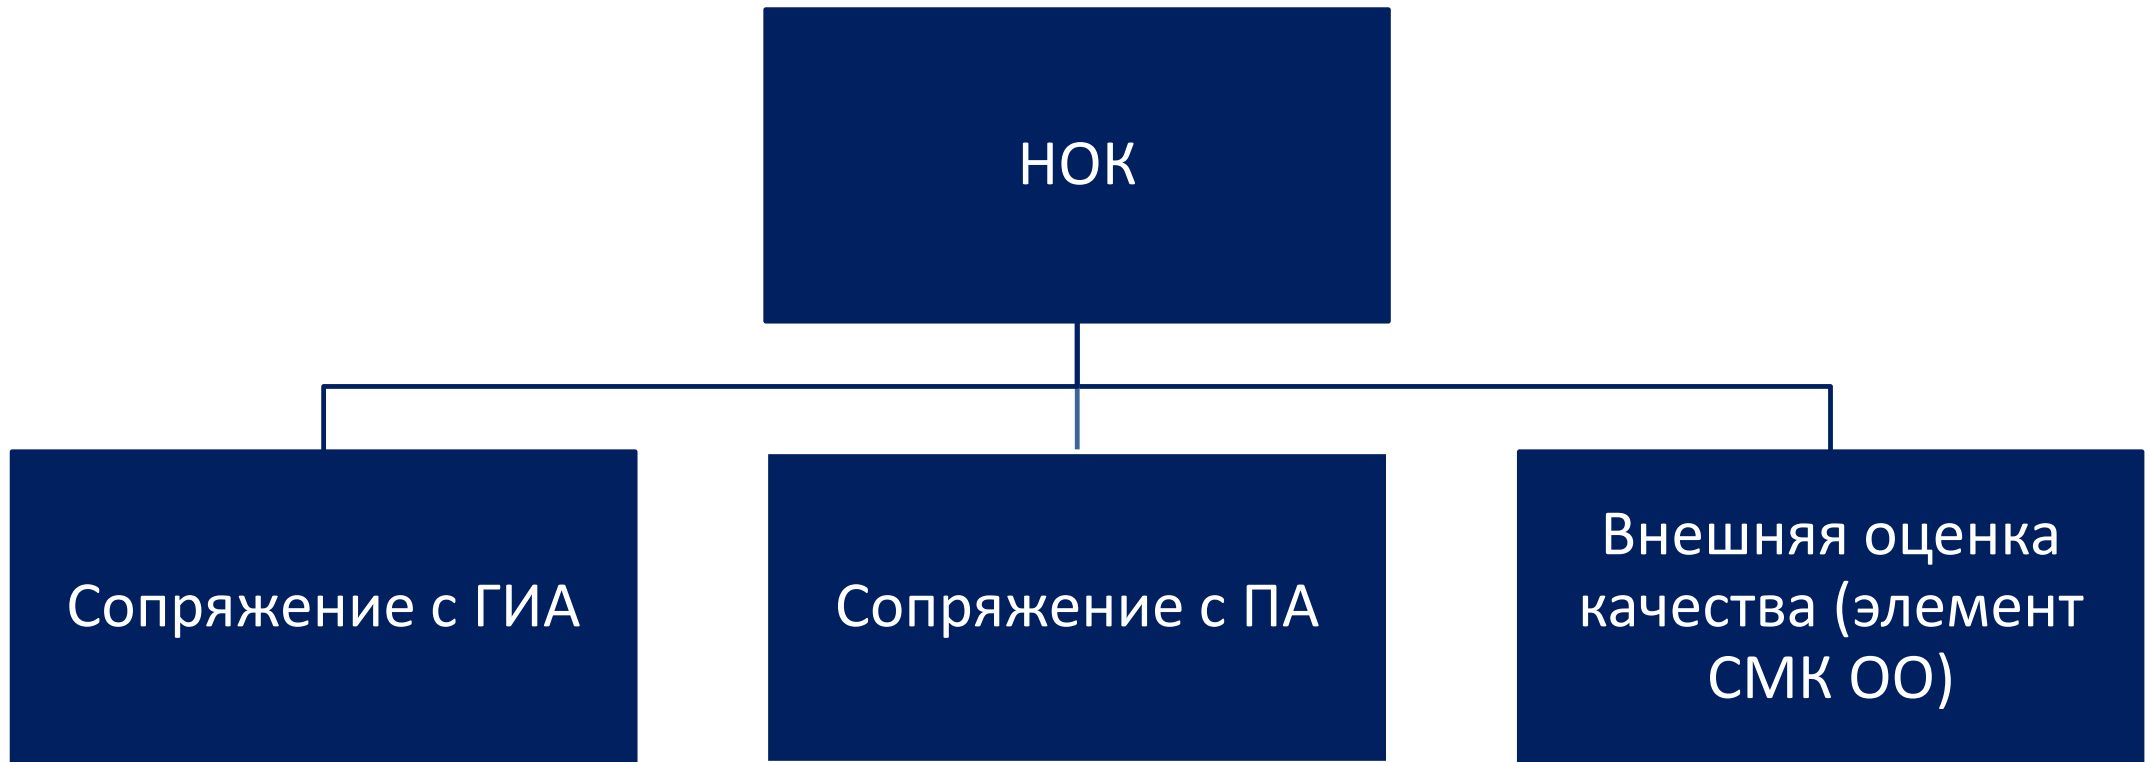 НОК
Сопряжение с ГИА
Сопряжение с ПА
Внешняя оценка
качества (элемент
СМК ОО)